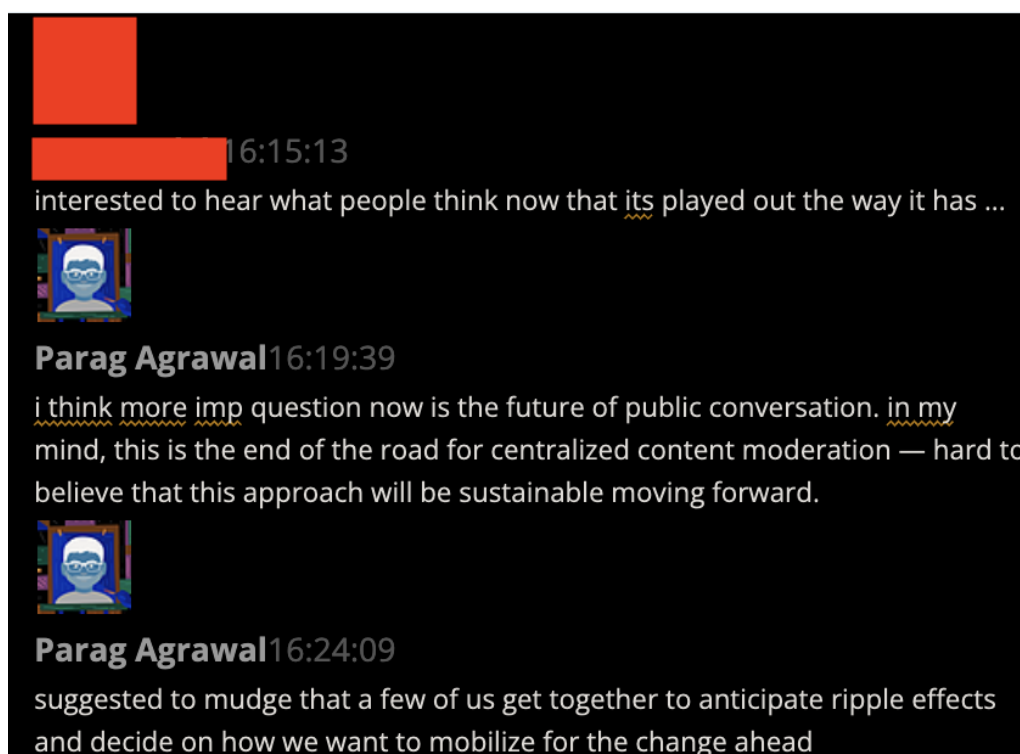 16:15:13
interested to hear what people think now that its played out the way it has ...
Parag Agrawal16:19:39
i think more imp question now is the future of public conversation. in my
mind, this is the end of the road for centralized content moderation — hard to
believe that this approach will be sustainable moving forward.
Parag Agrawal16:24:09
suggested to mudge that a few of us get together to anticipate ripple effects
and decide on how we want to mobilize for the change ahead